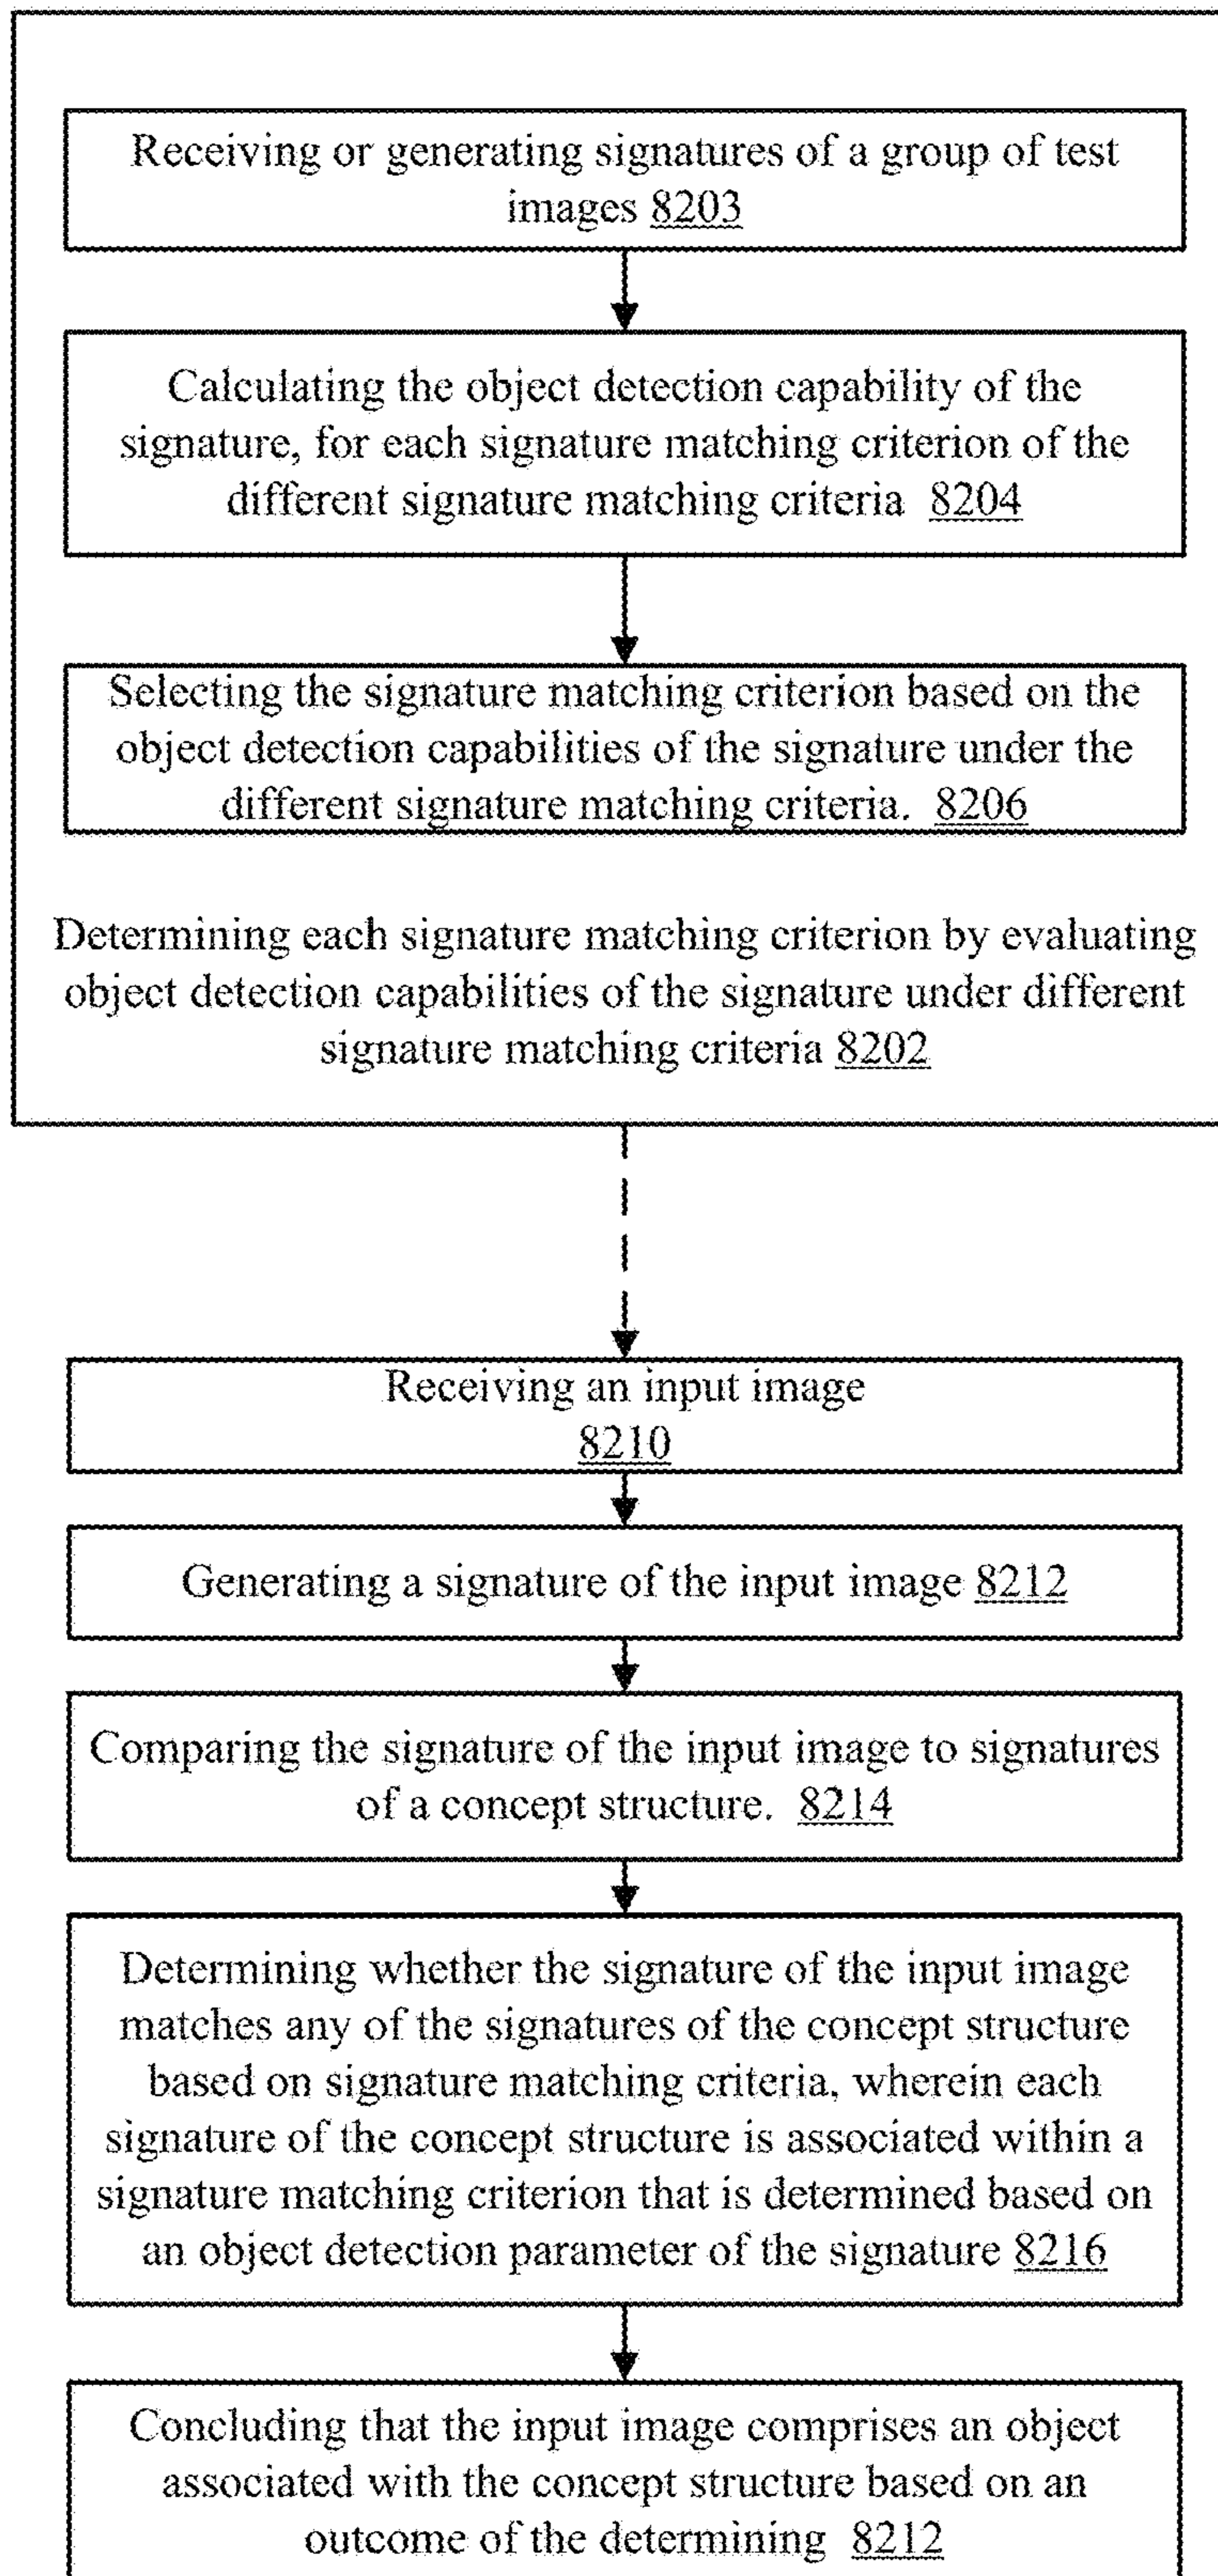 Receiving or generating signatures of a group of test
images 8203
Calculating the object detection capability of the
signature, for each signature matching criterion of the
different signature matching criteria 8204
Selecting the signature matching criterion based on the
object detection capabilities of the signature under the
different signature matching criteria. 8206
Determining each signature matching criterion by evaluating
object detection capabilities of the signature under different
signature matching criteria 8202
Receiving an input image
8210
Generating a signature of the input image 8212
Comparing the signature of the input image to signatures
of a concept structure. 8214
Determining whether the signature of the input image
matches any of the signatures of the concept structure
based on signature matching criteria, wherein each
signature of the concept structure is associated within a
signature matching criterion that is determined based on
an object detection parameter of the signature 8216
Concluding that the input image comprises an object
associated with the concept structure based on an
outcome of the determining 8212